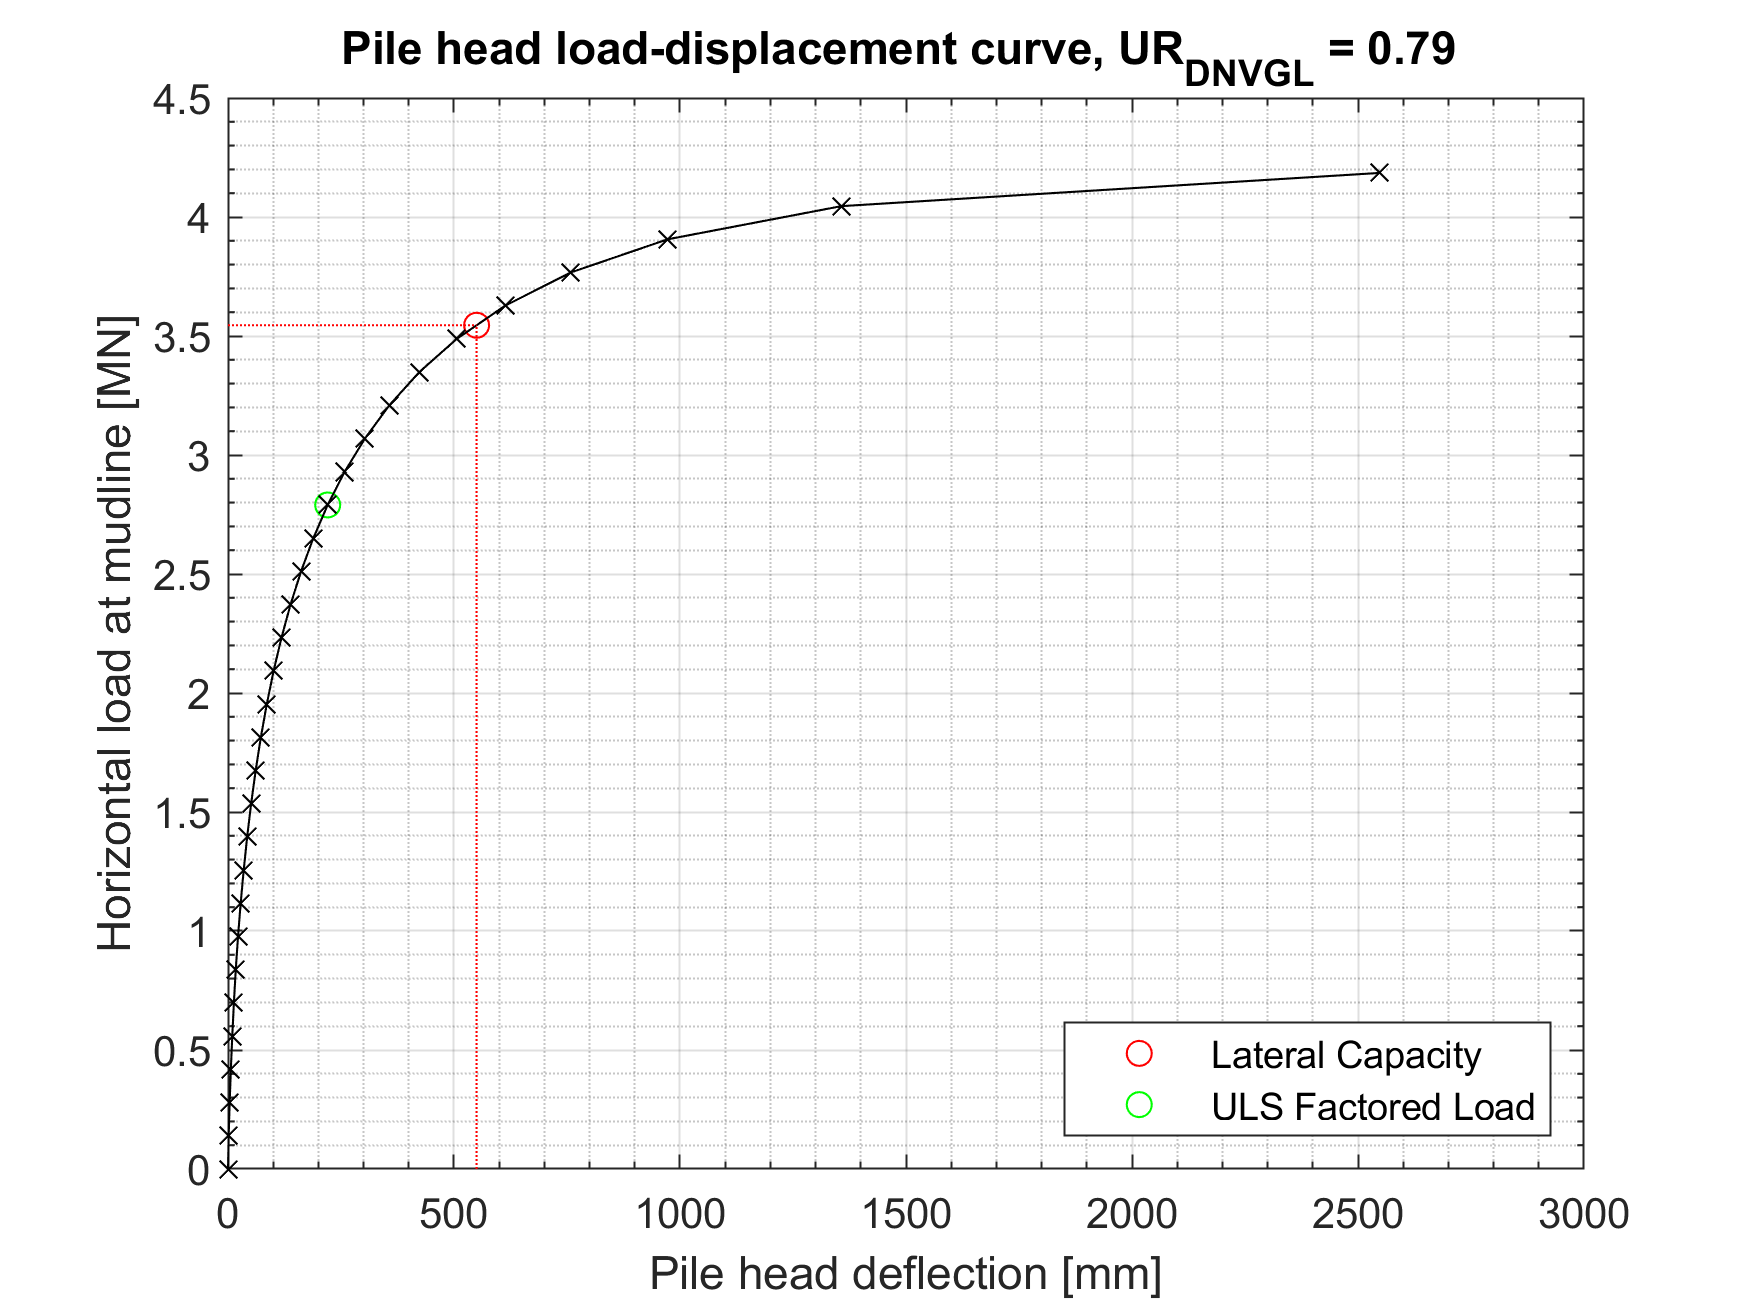 Pile head load-displacement curve, UR_DNVGL = 0.79
4.5
4
3.5
3
2.5
2
1.5
1
0.5
0
Horizontal load at mudline [MN]
Lateral Capacity
ULS Factored Load
0 500 1000 1500 2000 2500 3000
Pile head deflection [mm]